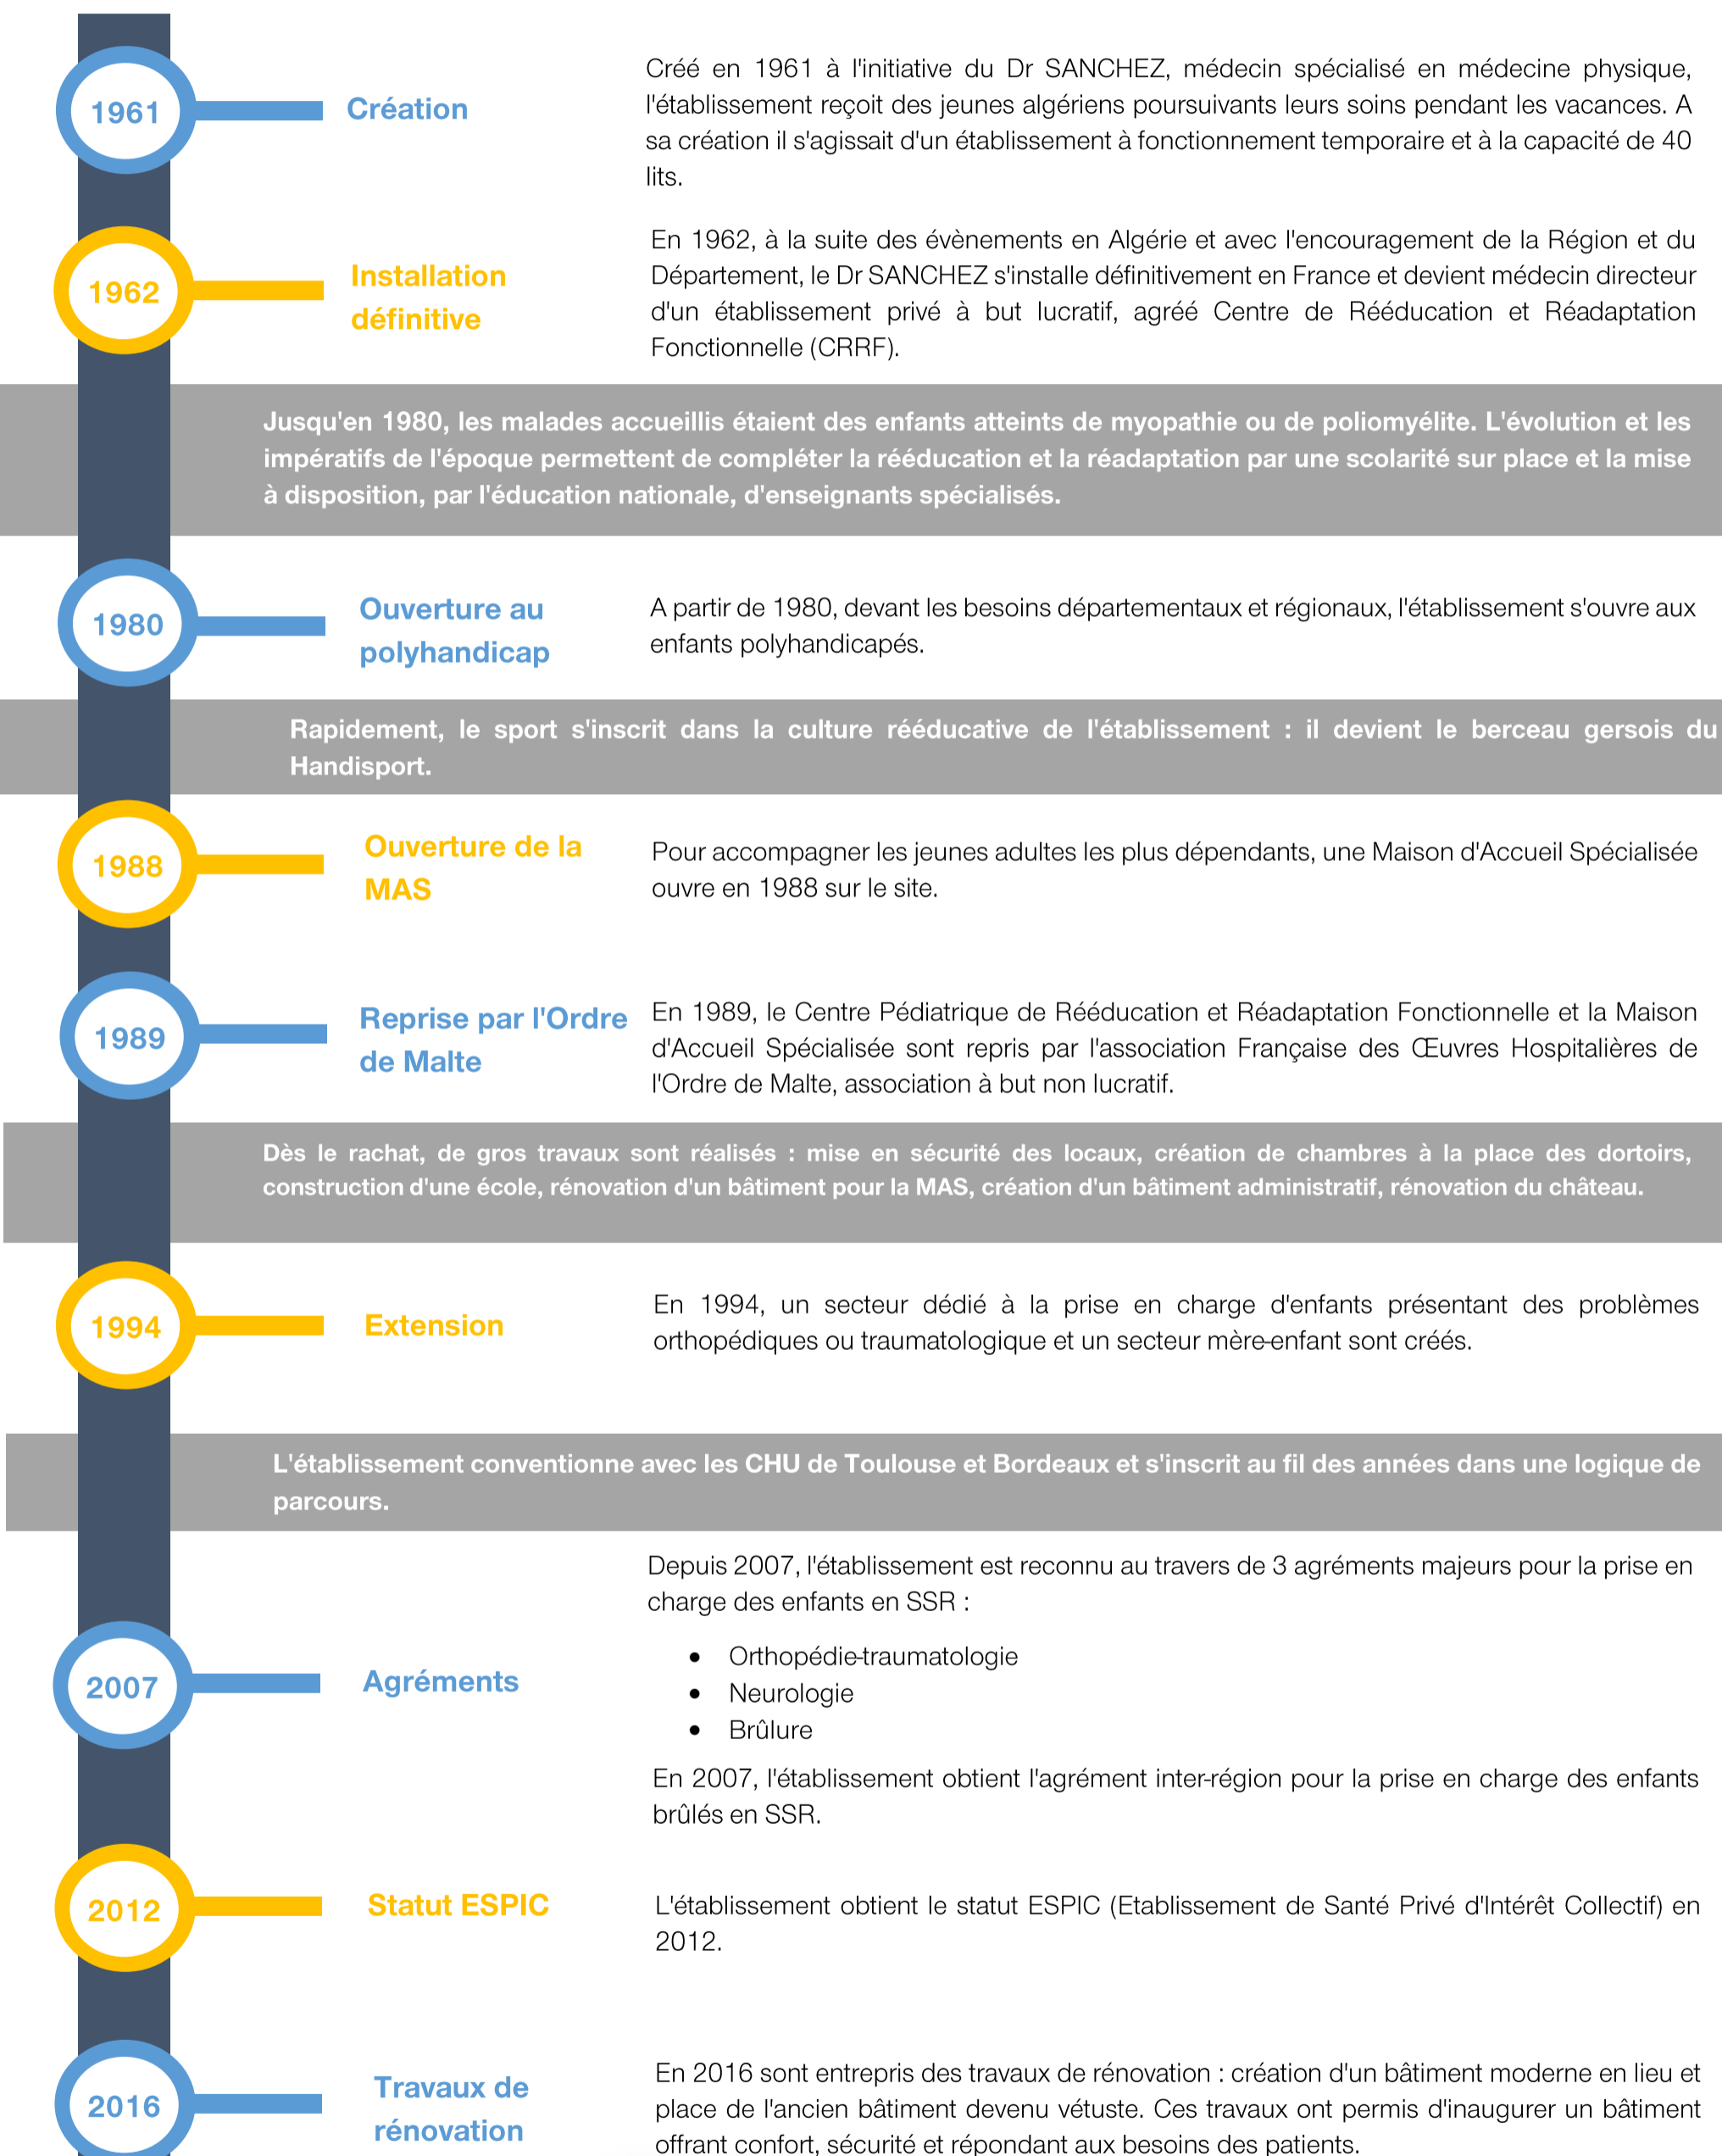 1961
Création
Créé en 1961 à l'initiative du Dr SANCHEZ, médecin spécialisé en médecine physique,
l'établissement reçoit des jeunes algériens poursuivants leurs soins pendant les vacances. A
sa création il s'agissait d'un établissement à fonctionnement temporaire et à la capacité de 40
lits.
1962
Installation
définitive
En 1962, à la suite des évènements en Algérie et avec l'encouragement de la Région et du
Département, le Dr SANCHEZ s'installe définitivement en France et devient médecin directeur
d'un établissement privé à but lucratif, agréé Centre de Rééducation et Réadaptation
Fonctionnelle (CRRF).
Jusqu'en 1980, les malades accueillis étaient des enfants atteints de myopathie ou de poliomyélite. L'évolution et les
impératifs de l'époque permettent de compléter la rééducation et la réadaptation par une scolarité sur place et la mise
à disposition, par l'éducation nationale, d'enseignants spécialisés.
1980
Ouverture au
polyhandicap
A partir de 1980, devant les besoins départementaux et régionaux, l'établissement s'ouvre aux
enfants polyhandicapés.
Rapidement, le sport s'inscrit dans la culture rééducative de l'établissement : il devient le berceau gersois du
Handisport.
1988
Ouverture de la
MAS
Pour accompagner les jeunes adultes les plus dépendants, une Maison d'Accueil Spécialisée
ouvre en 1988 sur le site.
1989
Reprise par l'Ordre
de Malte
En 1989, le Centre Pédiatrique de Rééducation et Réadaptation Fonctionnelle et la Maison
d'Accueil Spécialisée sont repris par l'association Française des Œuvres Hospitalières de
l'Ordre de Malte, association à but non lucratif.
Dès le rachat, de gros travaux sont réalisés : mise en sécurité des locaux, création de chambres à la place des dortoirs,
construction d'une école, rénovation d'un bâtiment pour la MAS, création d'un bâtiment administratif, rénovation du château.
1994
Extension
En 1994, un secteur dédié à la prise en charge d'enfants présentant des problèmes
orthopédiques ou traumatologique et un secteur mère-enfant sont créés.
L'établissement conventionne avec les CHU de Toulouse et Bordeaux et s'inscrit au fil des années dans une logique de
parcours.
2007
Agréments
Depuis 2007, l'établissement est reconnu au travers de 3 agréments majeurs pour la prise en
charge des enfants en SSR :
• Orthopédie-traumatologie
• Neurologie
• Brûlure
En 2007, l'établissement obtient l'agrément inter-région pour la prise en charge des enfants
brûlés en SSR.
2012
Statut ESPIC
L'établissement obtient le statut ESPIC (Etablissement de Santé Privé d'Intérêt Collectif) en
2012.
2016
Travaux de
rénovation
En 2016 sont entrepris des travaux de rénovation : création d'un bâtiment moderne en lieu et
place de l'ancien bâtiment devenu vétuste. Ces travaux ont permis d'inaugurer un bâtiment
offrant confort, sécurité et répondant aux besoins des patients.